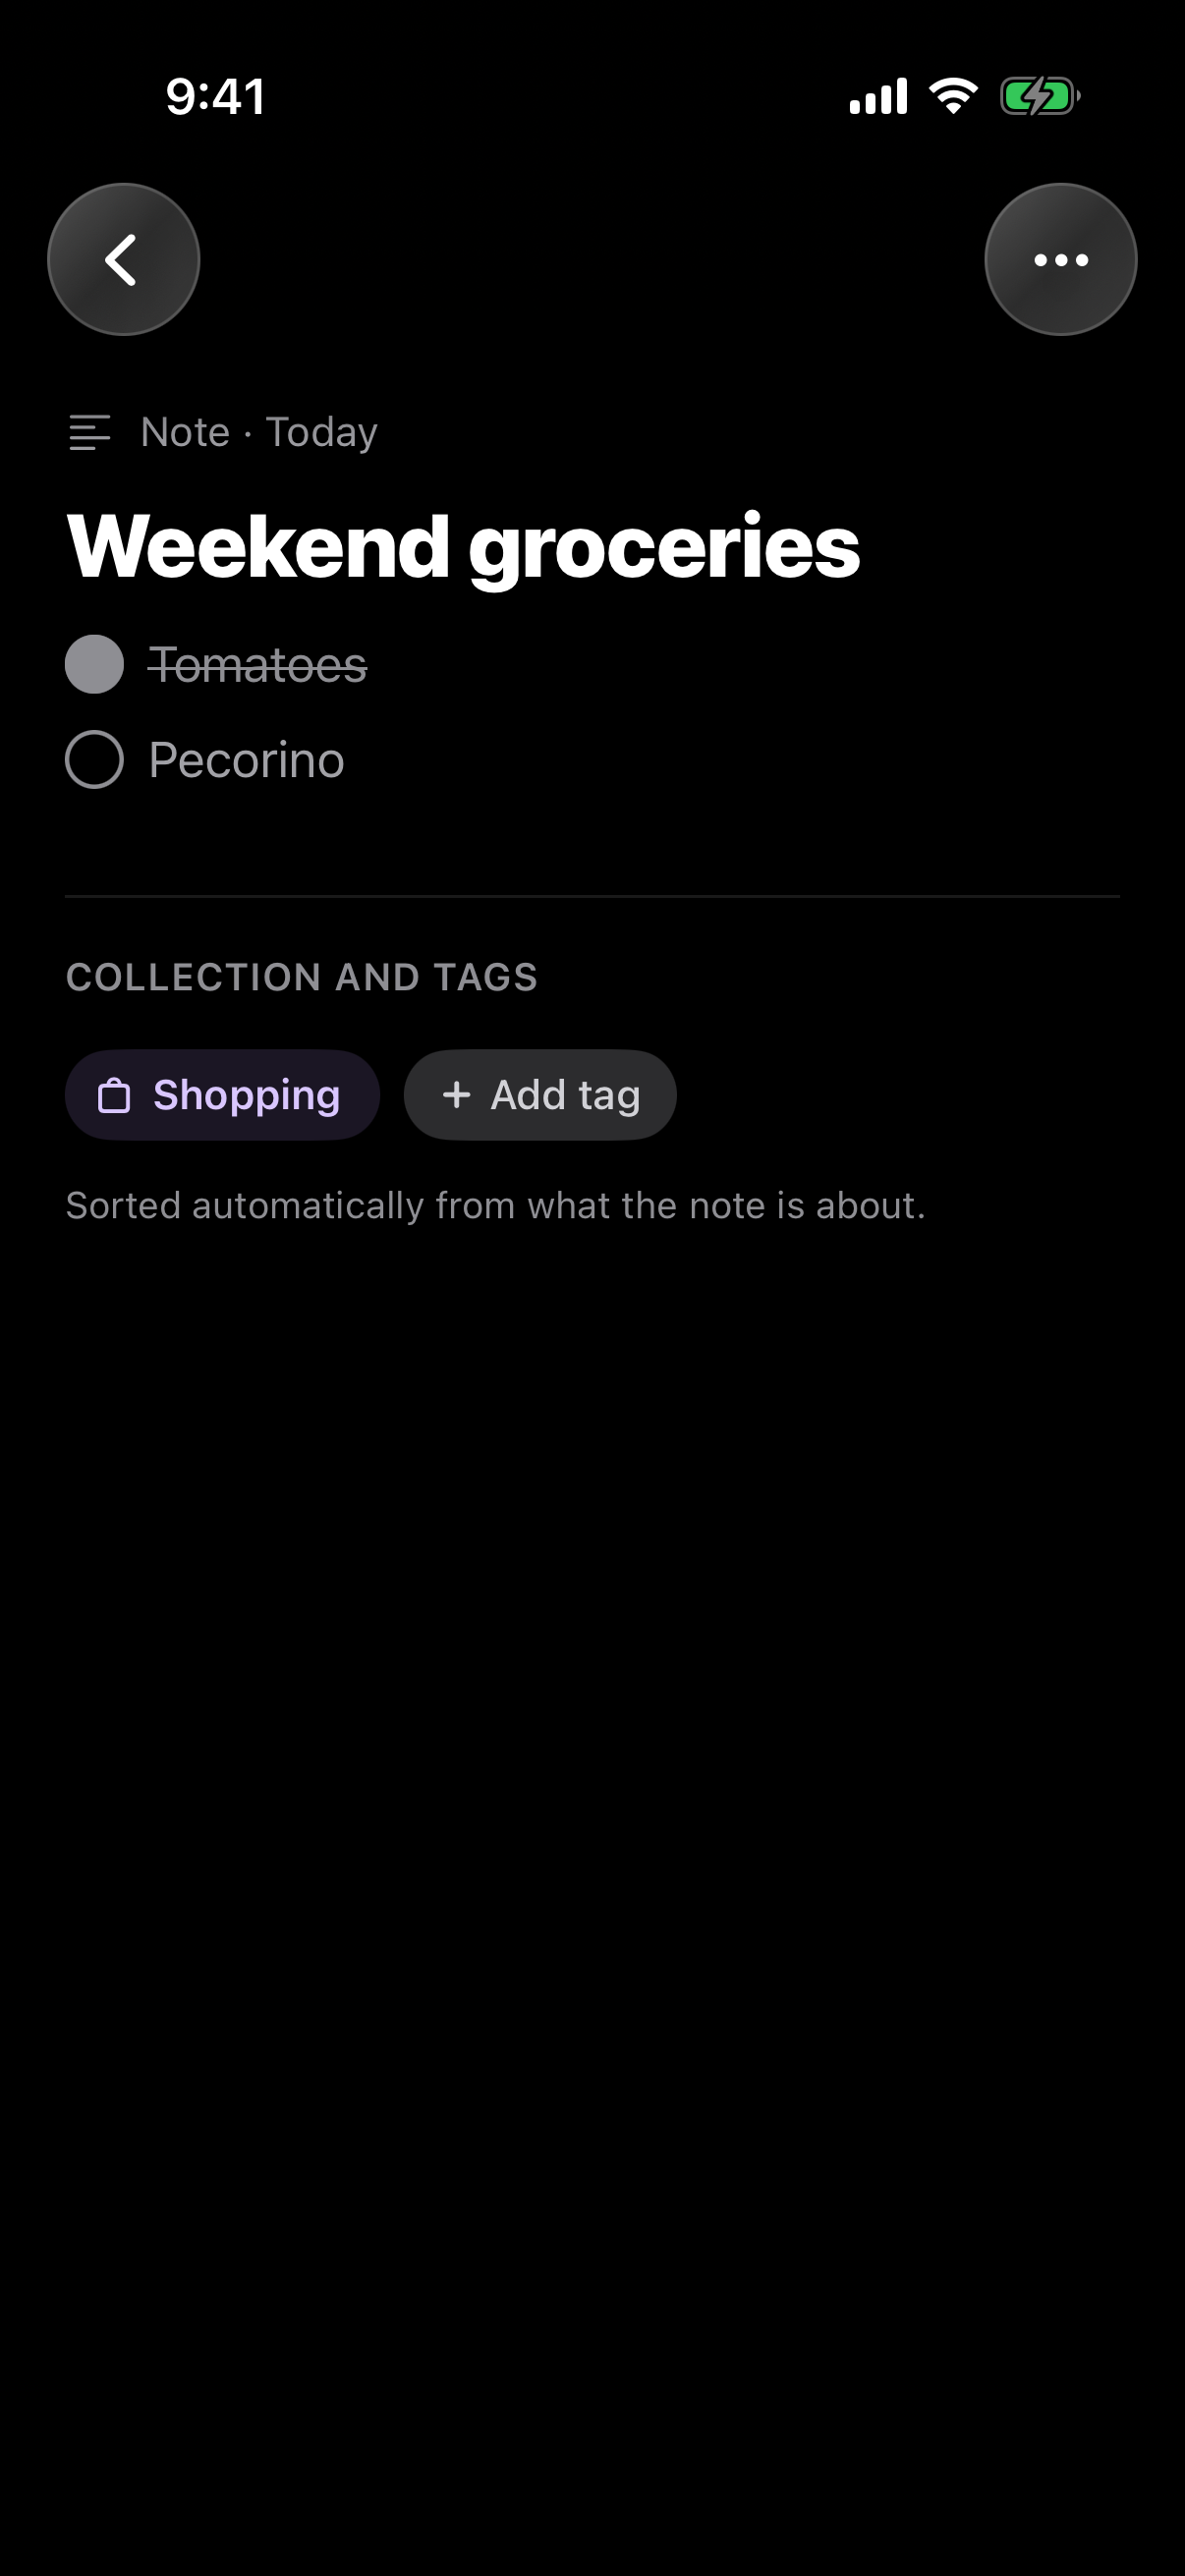 9:41
Note · Today
Weekend groceries
Tomatoes
Pecorino
COLLECTION AND TAGS
Shopping
Add tag
Sorted automatically from what the note is about.